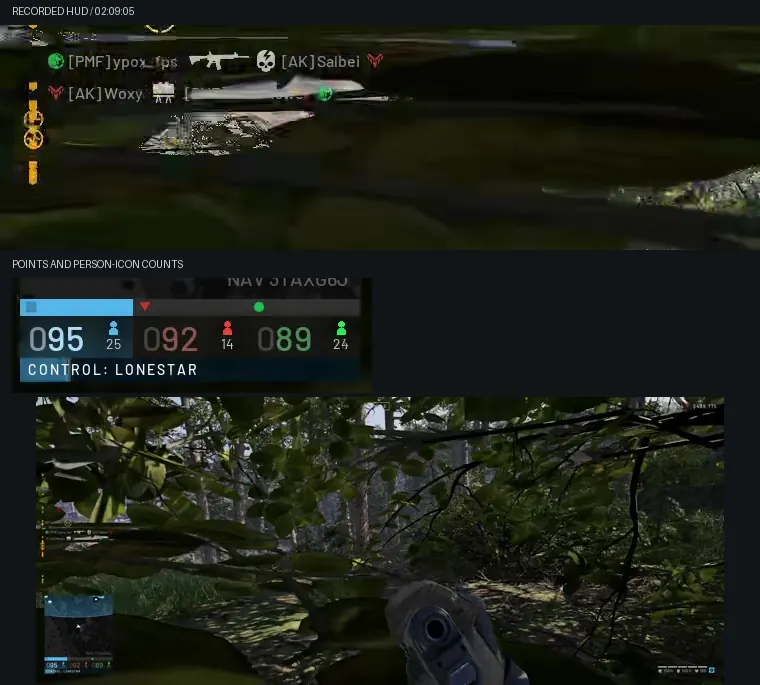 RECORDED HUD / 02:09:05
[PMF]ypox_fps [AK]Saibei
[AK]Woxy
POINTS AND PERSON-ICON COUNTS
095 25 092 14 089 24
CONTROL: LONESTAR